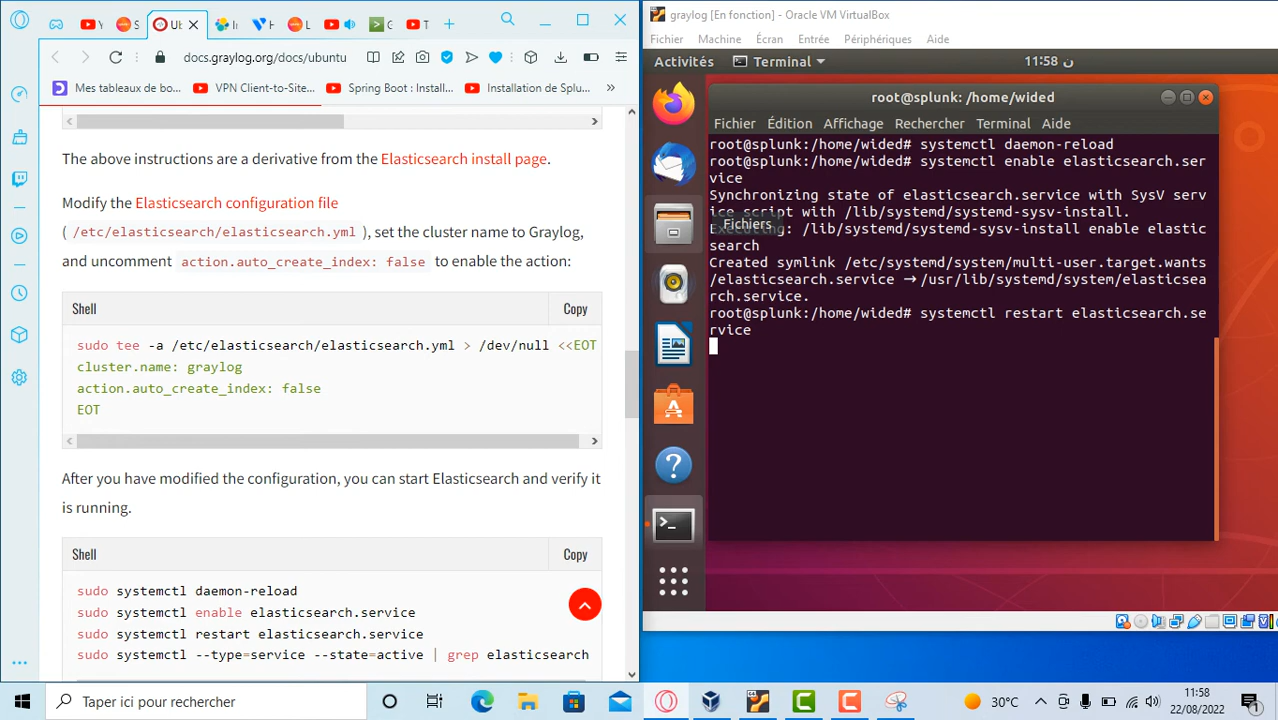 docs.graylog.org/docs/ubuntu
Mes tableaux de bo...
VPN Client-to-Site...
Spring Boot : Install...
Installation de Splu...
»
The above instructions are a derivative from the Elasticsearch install page.
Modify the Elasticsearch configuration file
( /etc/elasticsearch/elasticsearch.yml ), set the cluster name to Graylog,
and uncomment action.auto_create_index: false to enable the action:
Shell
Copy
sudo tee -a /etc/elasticsearch/elasticsearch.yml > /dev/null <<EOT
cluster.name: graylog
action.auto_create_index: false
EOT
After you have modified the configuration, you can start Elasticsearch and verify it
is running.
Shell
Copy
sudo systemctl daemon-reload
sudo systemctl enable elasticsearch.service
sudo systemctl restart elasticsearch.service
sudo systemctl --type=service --state=active | grep elasticsearch
graylog [En fonction] - Oracle VM VirtualBox
Fichier Machine Écran Entrée Périphériques Aide
Activités
Terminal
11:58 ن
root@splunk: /home/wided
Fichier Édition Affichage Rechercher Terminal Aide
root@splunk:/home/wided# systemctl daemon-reload
root@splunk:/home/wided# systemctl enable elasticsearch.ser
vice
Synchronizing state of elasticsearch.service with SysV serv
ice script with /lib/systemd/systemd-sysv-install.
Fichiers
Executing: /lib/systemd/systemd-sysv-install enable elastic
search
Created symlink /etc/systemd/system/multi-user.target.wants
/elasticsearch.service → /usr/lib/systemd/system/elasticsea
rch.service.
root@splunk:/home/wided# systemctl restart elasticsearch.se
rvice
Taper ici pour rechercher
30°C
11:58
22/08/2022
1